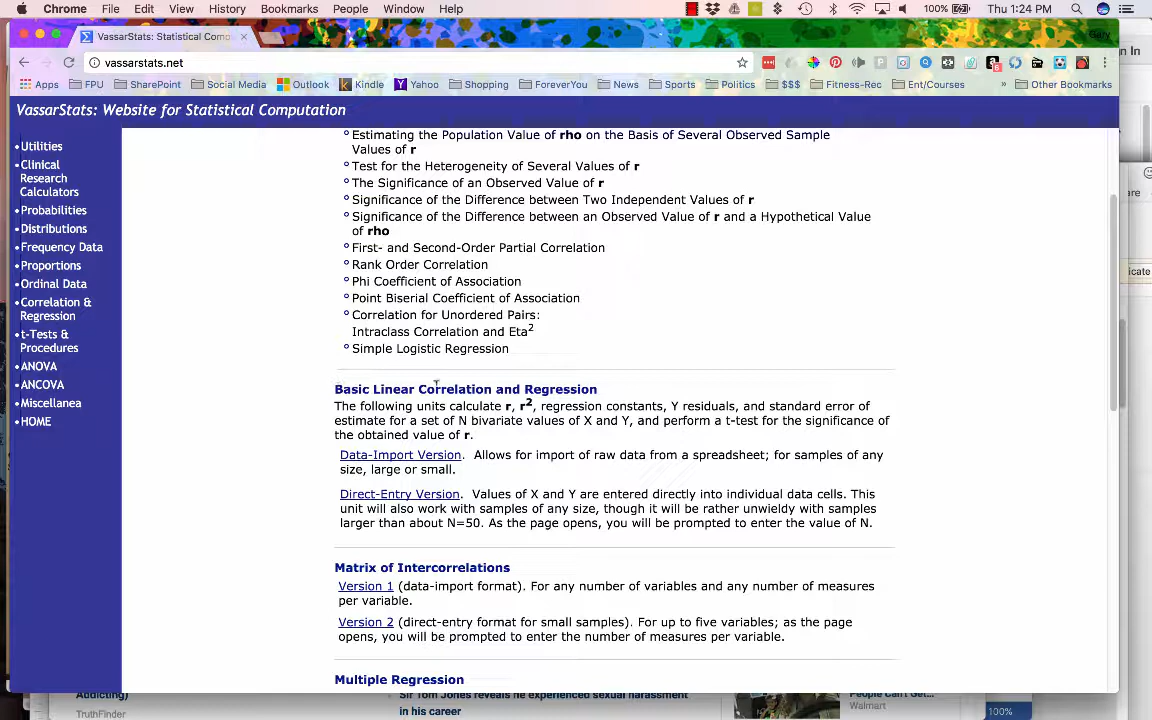 Chrome File Edit View History Bookmarks People Window Help 100% Thu 1:24 PM
VassarStats: Statistical Comp
Gary
vassarstats.net
Apps FPU SharePoint Social Media Outlook Kindle Yahoo Shopping ForeverYou News Sports Politics $$$ Fitness-Rec Ent/Courses » Other Bookmarks
VassarStats: Website for Statistical Computation
•Utilities
•Clinical
Research
Calculators
•Probabilities
•Distributions
•Frequency Data
•Proportions
•Ordinal Data
•Correlation &
Regression
•t-Tests &
Procedures
•ANOVA
•ANCOVA
•Miscellanea
•HOME
° Estimating the Population Value of rho on the Basis of Several Observed Sample
Values of r
° Test for the Heterogeneity of Several Values of r
° The Significance of an Observed Value of r
° Significance of the Difference between Two Independent Values of r
° Significance of the Difference between an Observed Value of r and a Hypothetical Value
of rho
° First- and Second-Order Partial Correlation
° Rank Order Correlation
° Phi Coefficient of Association
° Point Biserial Coefficient of Association
° Correlation for Unordered Pairs:
Intraclass Correlation and Eta²
° Simple Logistic Regression
Basic Linear Correlation and Regression
The following units calculate r, r², regression constants, Y residuals, and standard error of
estimate for a set of N bivariate values of X and Y, and perform a t-test for the significance of
the obtained value of r.
Data-Import Version. Allows for import of raw data from a spreadsheet; for samples of any
size, large or small.
Direct-Entry Version. Values of X and Y are entered directly into individual data cells. This
unit will also work with samples of any size, though it will be rather unwieldy with samples
larger than about N=50. As the page opens, you will be prompted to enter the value of N.
Matrix of Intercorrelations
Version 1 (data-import format). For any number of variables and any number of measures
per variable.
Version 2 (direct-entry format for small samples). For up to five variables; as the page
opens, you will be prompted to enter the number of measures per variable.
Multiple Regression
n In
are
icate
Addicting)
TruthFinder
Sir Tom Jones reveals he experienced sexual harassment
in his career
People Can't Get...
Walmart
100%